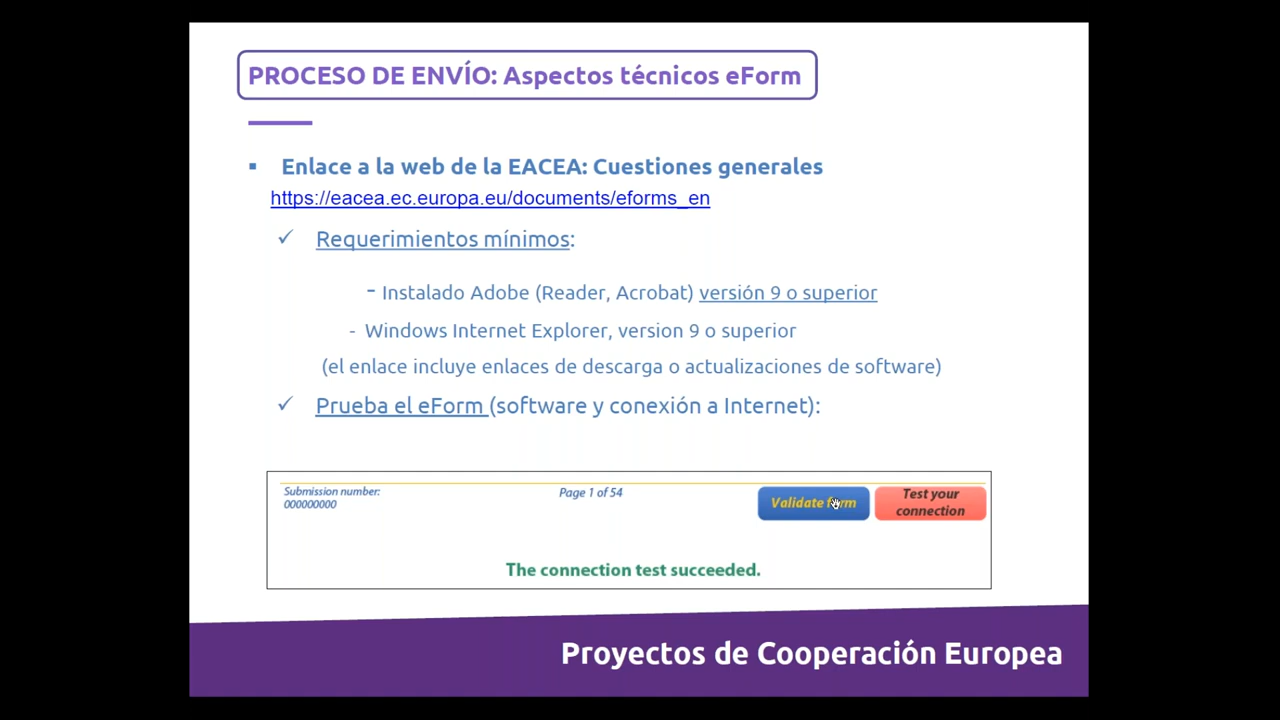 PROCESO DE ENVÍO: Aspectos técnicos eForm
▪ Enlace a la web de la EACEA: Cuestiones generales
https://eacea.ec.europa.eu/documents/eforms_en
✓ Requerimientos mínimos:
- Instalado Adobe (Reader, Acrobat) versión 9 o superior
- Windows Internet Explorer, version 9 o superior
(el enlace incluye enlaces de descarga o actualizaciones de software)
✓ Prueba el eForm (software y conexión a Internet):
Submission number:
000000000
Page 1 of 54
Validate form
Test your
connection
The connection test succeeded.
Proyectos de Cooperación Europea